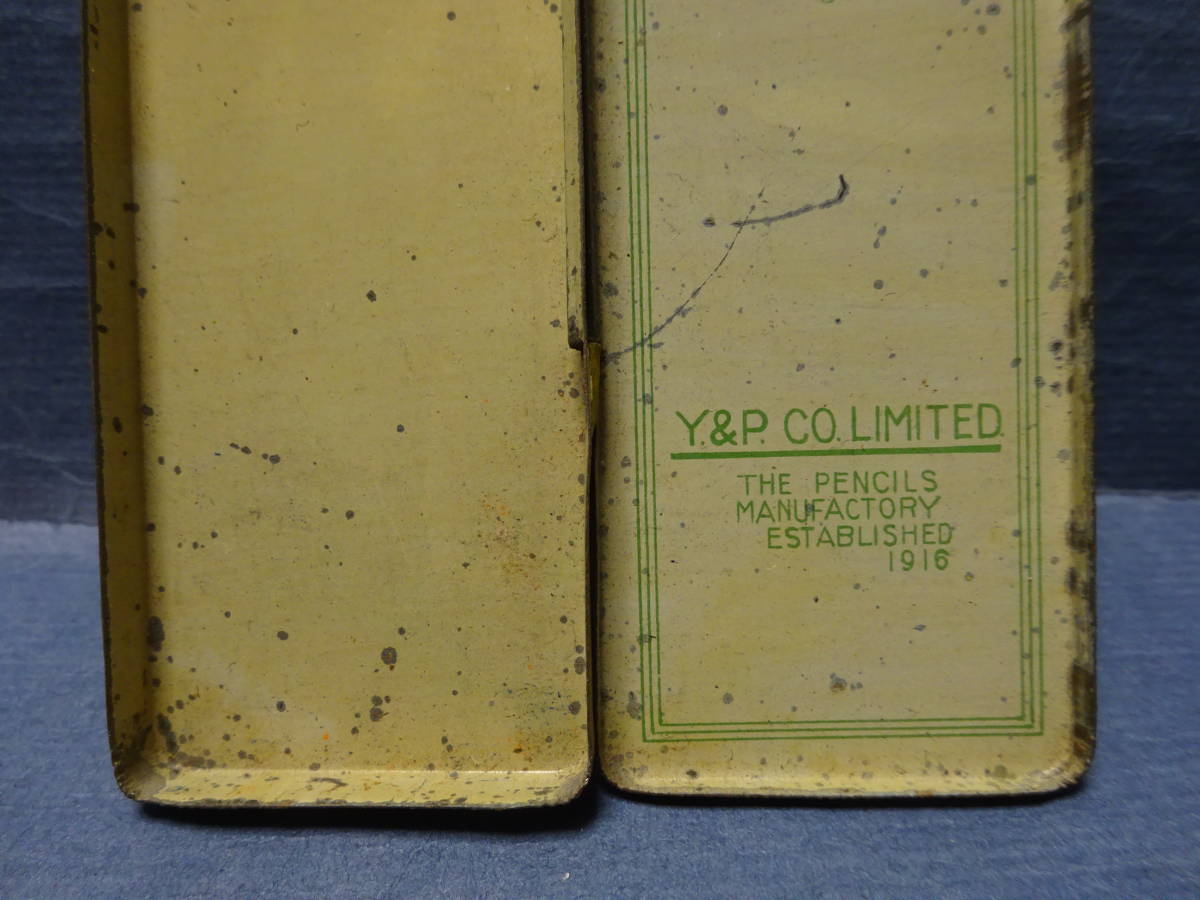 Y.&P. CO. LIMITED.
THE PENCILS
MANUFACTORY
ESTABLISHED
1916